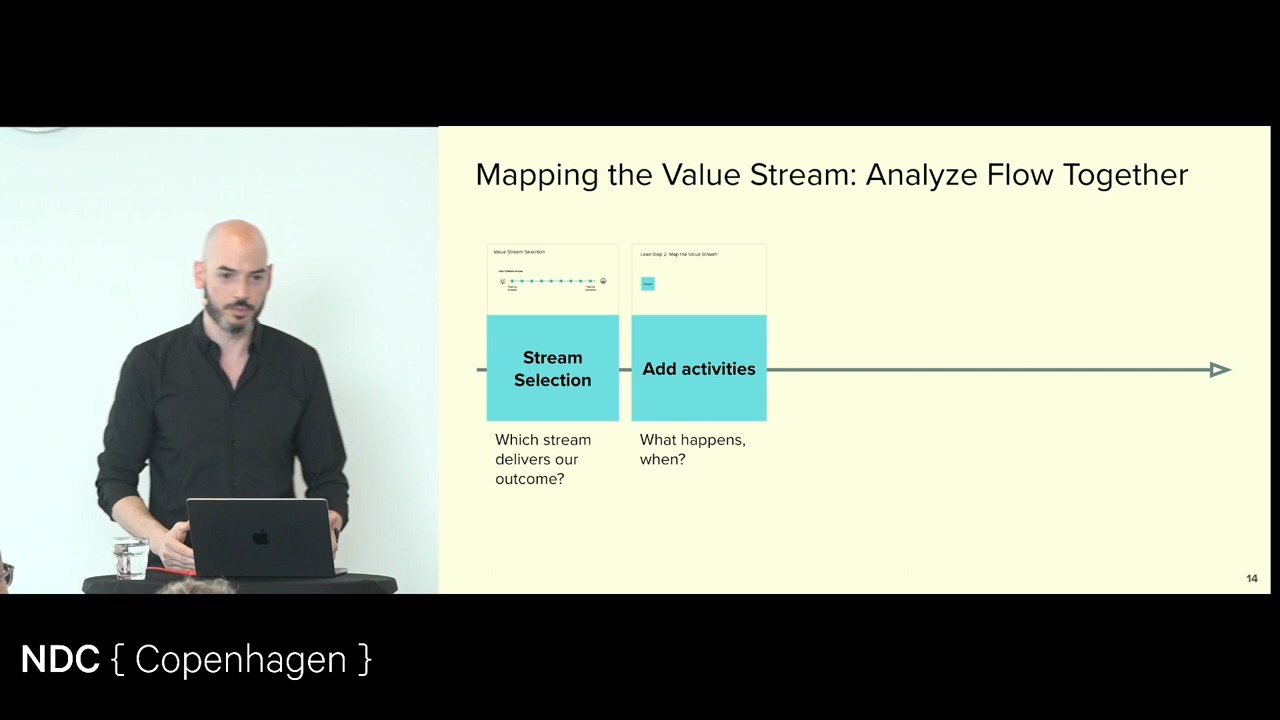 Mapping the Value Stream: Analyze Flow Together
Value Stream Selection
Lean Step 2: Map the Value Stream
Stream
Selection
Add activities
Which stream
delivers our
outcome?
What happens,
when?
14
NDC { Copenhagen }